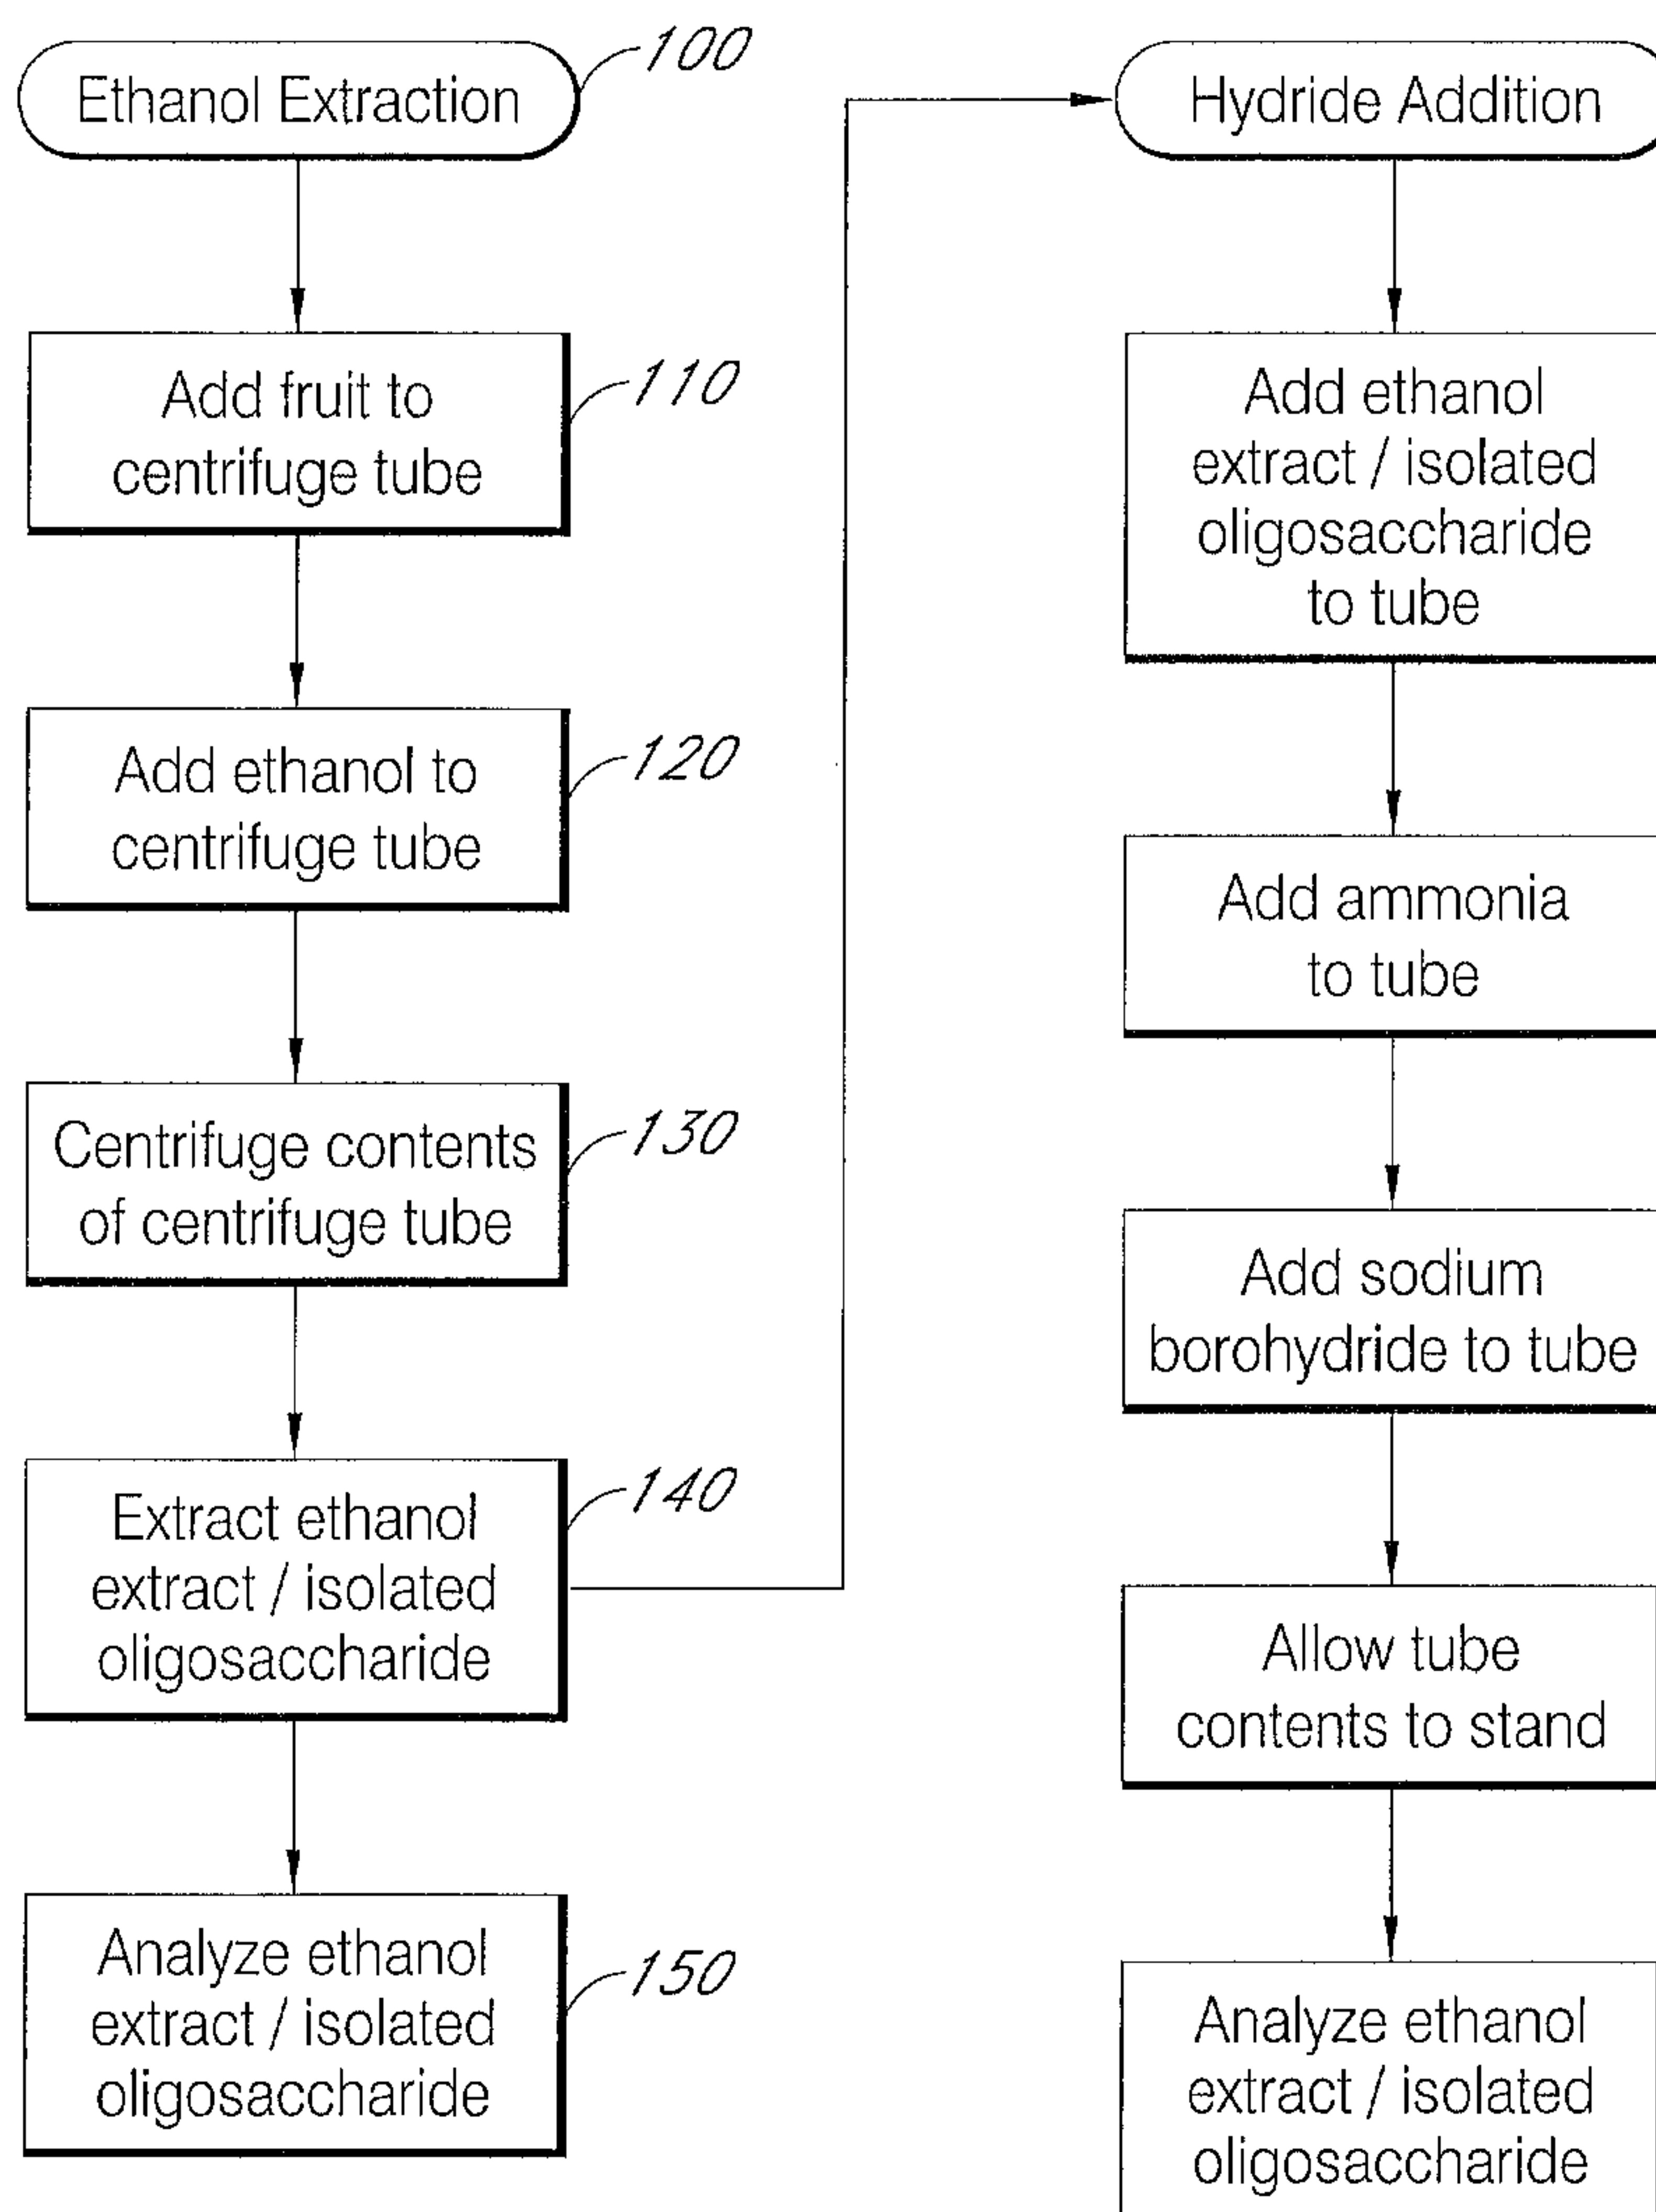 Ethanol Extraction
100
Add fruit to
centrifuge tube
110
Add ethanol to
centrifuge tube
120
Centrifuge contents
of centrifuge tube
130
Extract ethanol
extract / isolated
oligosaccharide
140
Analyze ethanol
extract / isolated
oligosaccharide
150
Hydride Addition
Add ethanol
extract / isolated
oligosaccharide
to tube
Add ammonia
to tube
Add sodium
borohydride to tube
Allow tube
contents to stand
Analyze ethanol
extract / isolated
oligosaccharide